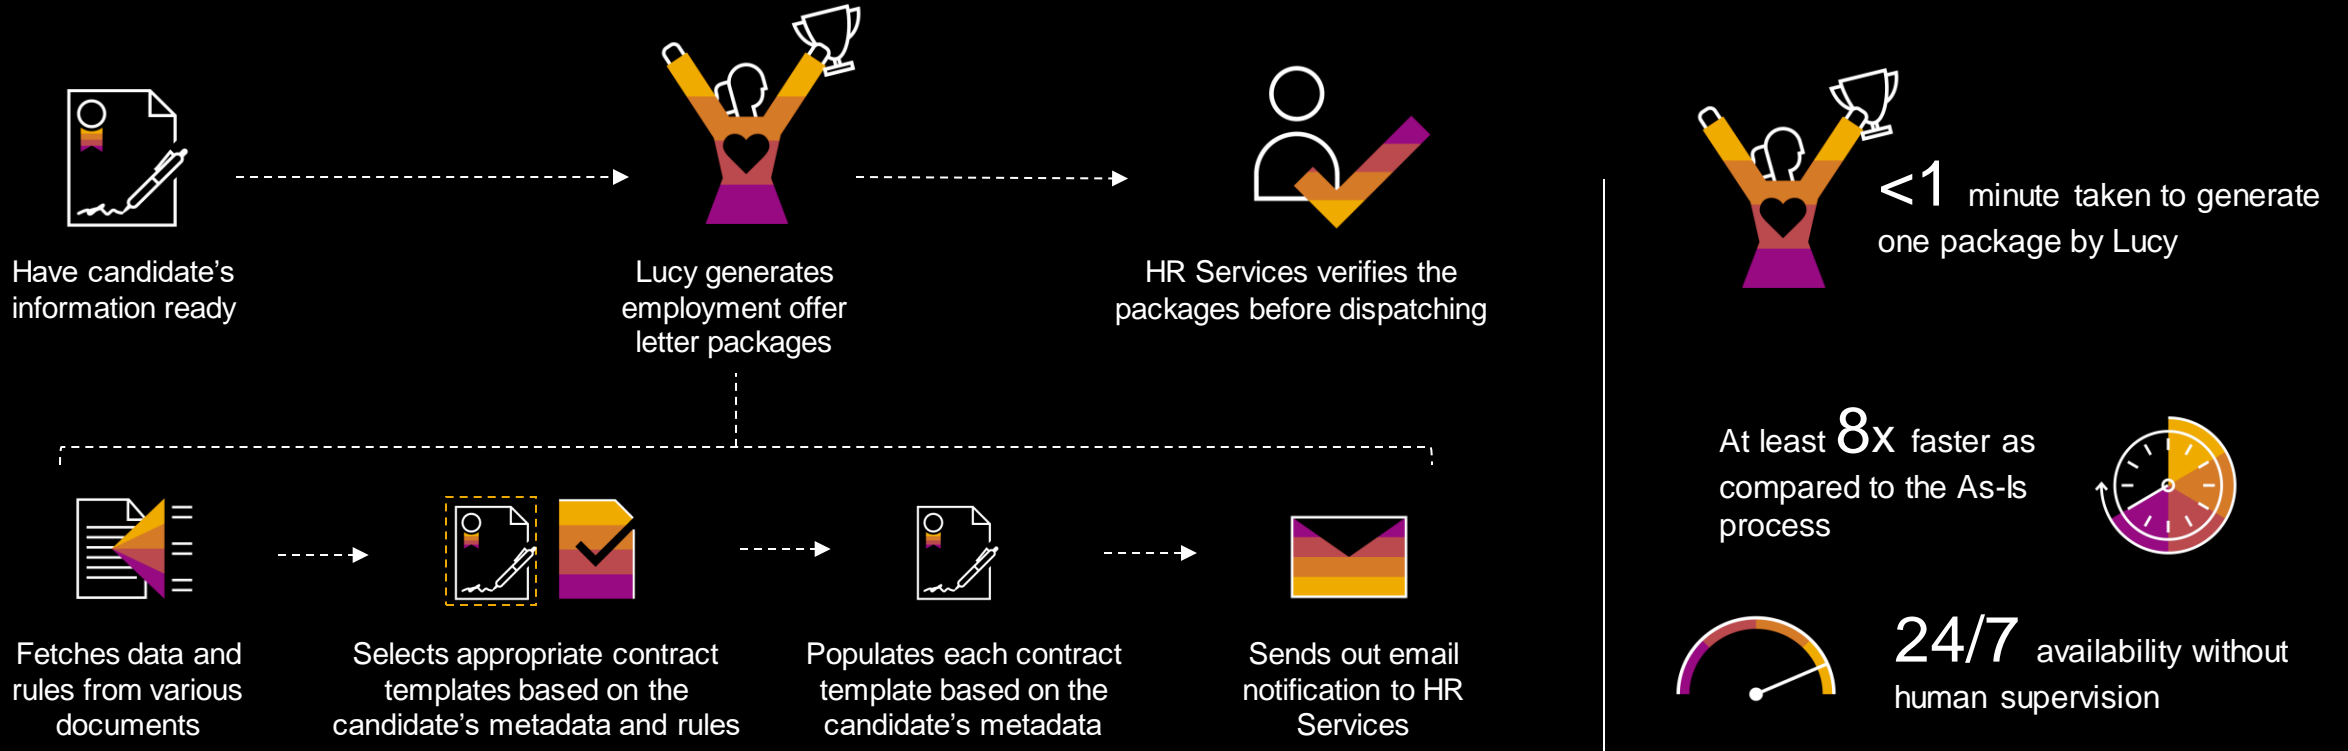 Have candidate's
information ready
Lucy generates
employment offer
letter packages
HR Services verifies the
packages before dispatching
Fetches data and
rules from various
documents
Selects appropriate contract
templates based on the
candidate's metadata and rules
Populates each contract
template based on the
candidate's metadata
Sends out email
notification to HR
Services
<1 minute taken to generate
one package by Lucy
At least 8x faster as
compared to the As-Is
process
24/7 availability without
human supervision